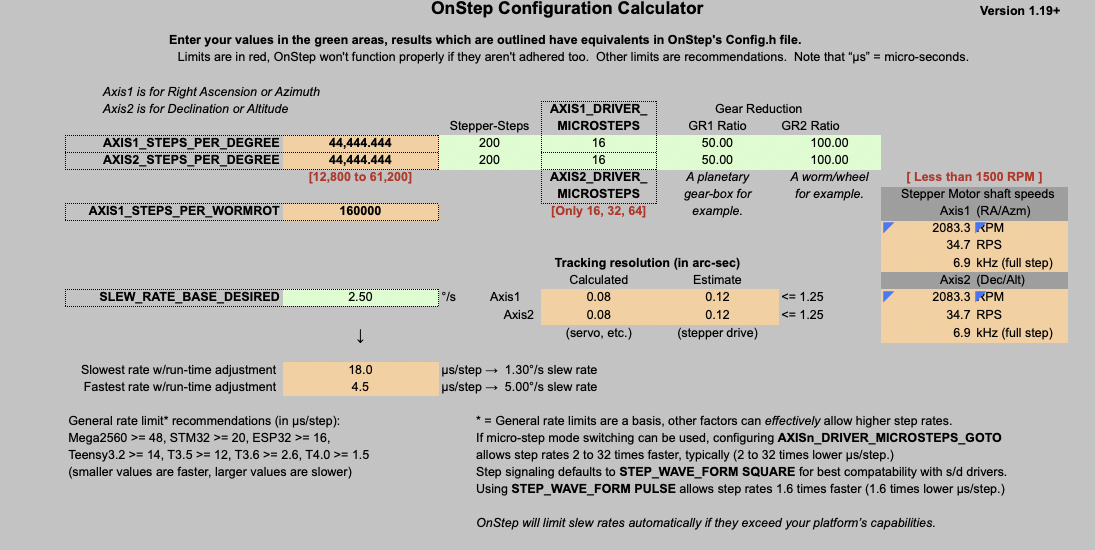 OnStep Configuration Calculator
Version 1.19+
Enter your values in the green areas, results which are outlined have equivalents in OnStep's Config.h file.
Limits are in red, OnStep won't function properly if they aren't adhered too. Other limits are recommendations. Note that “μs” = micro-seconds.
Axis1 is for Right Ascension or Azimuth
Axis2 is for Declination or Altitude
AXIS1_DRIVER_
MICROSTEPS
Gear Reduction
Stepper-Steps
GR1 Ratio
GR2 Ratio
AXIS1_STEPS_PER_DEGREE 44,444.444 200 16 50.00 100.00
AXIS2_STEPS_PER_DEGREE 44,444.444 200 16 50.00 100.00
[12,800 to 61,200]
AXIS2_DRIVER_
MICROSTEPS
[Only 16, 32, 64]
A planetary
gear-box for
example.
A worm/wheel
for example.
[ Less than 1500 RPM ]
Stepper Motor shaft speeds
Axis1 (RA/Azm)
2083.3 RPM
34.7 RPS
6.9 kHz (full step)
Axis2 (Dec/Alt)
2083.3 RPM
34.7 RPS
6.9 kHz (full step)
AXIS1_STEPS_PER_WORMROT 160000
Tracking resolution (in arc-sec)
Calculated Estimate
SLEW_RATE_BASE_DESIRED 2.50 °/s
Axis1 0.08 0.12 <= 1.25
Axis2 0.08 0.12 <= 1.25
(servo, etc.) (stepper drive)
↓
Slowest rate w/run-time adjustment 18.0 μs/step → 1.30°/s slew rate
Fastest rate w/run-time adjustment 4.5 μs/step → 5.00°/s slew rate
General rate limit* recommendations (in μs/step):
Mega2560 >= 48, STM32 >= 20, ESP32 >= 16,
Teensy3.2 >= 14, T3.5 >= 12, T3.6 >= 2.6, T4.0 >= 1.5
(smaller values are faster, larger values are slower)
* = General rate limits are a basis, other factors can effectively allow higher step rates.
If micro-step mode switching can be used, configuring AXISn_DRIVER_MICROSTEPS_GOTO
allows step rates 2 to 32 times faster, typically (2 to 32 times lower μs/step.)
Step signaling defaults to STEP_WAVE_FORM SQUARE for best compatability with s/d drivers.
Using STEP_WAVE_FORM PULSE allows step rates 1.6 times faster (1.6 times lower μs/step.)
OnStep will limit slew rates automatically if they exceed your platform's capabilities.